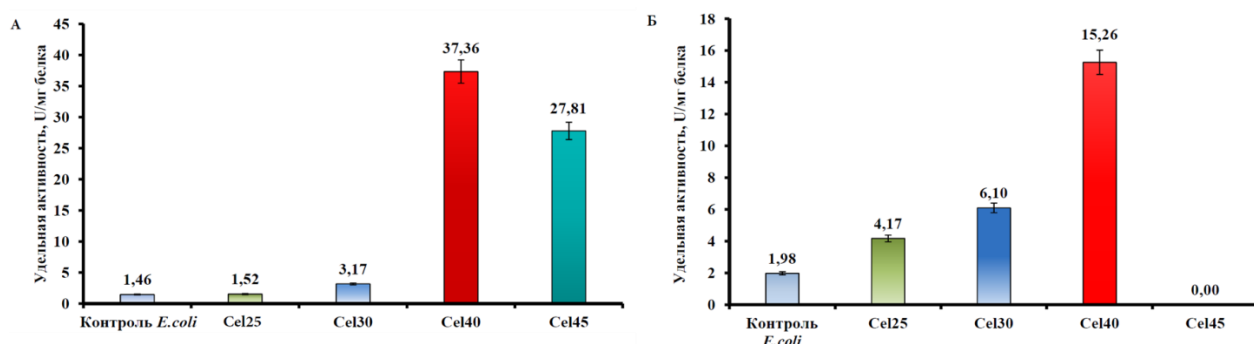 А
Удельная активность, U/мг белка
45
40
35
30
25
20
15
10
5
0
1,46
1,52
3,17
37,36
27,81
Контроль E.coli
Cel25
Cel30
Cel40
Cel45
Б
Удельная активность, U/мг белка
18
16
14
12
10
8
6
4
2
0
1,98
4,17
6,10
15,26
0,00
Контроль
E.coli
Cel25
Cel30
Cel40
Cel45